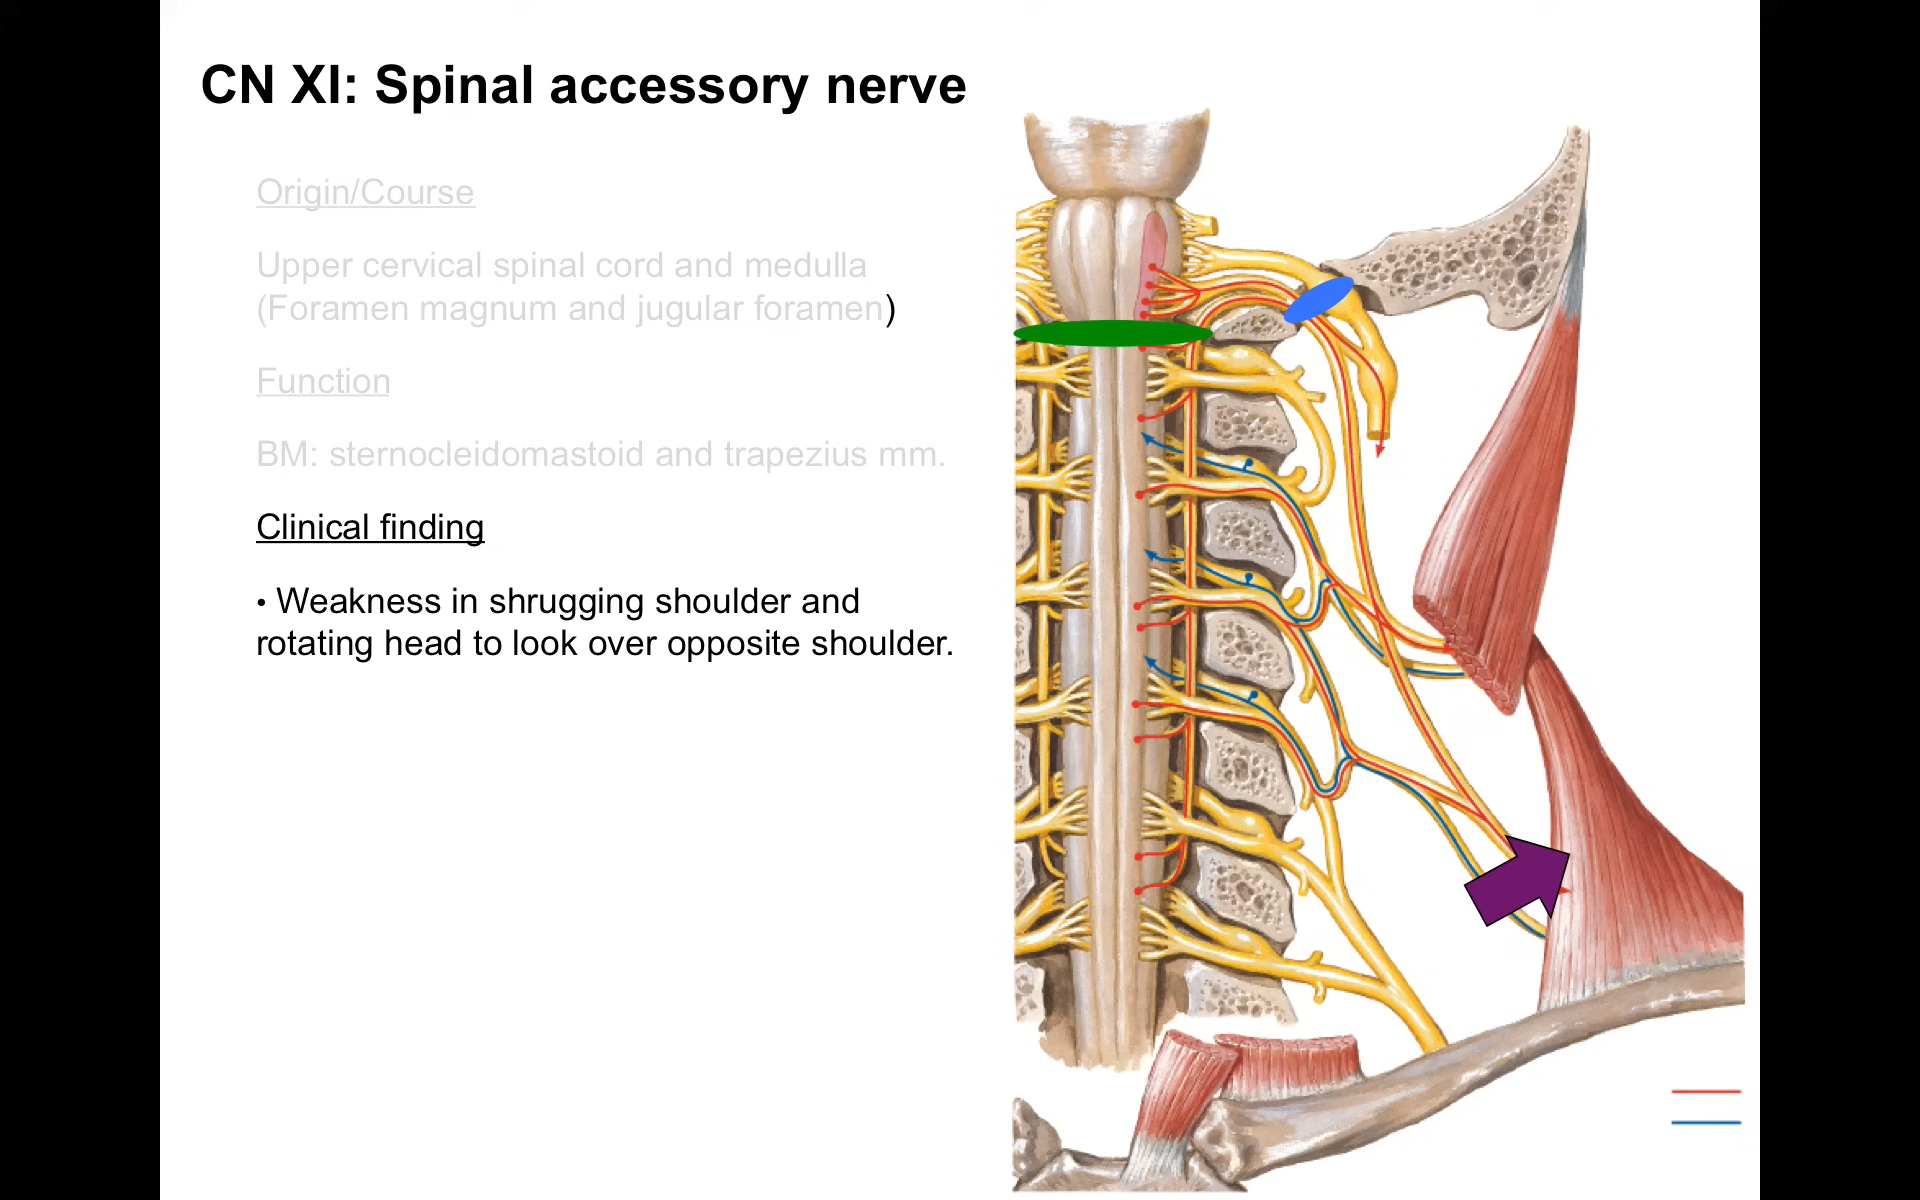 CN XI: Spinal accessory nerve
Origin/Course
Upper cervical spinal cord and medulla
(Foramen magnum and jugular foramen)
Function
BM: sternocleidomastoid and trapezius mm.
Clinical finding
• Weakness in shrugging shoulder and
rotating head to look over opposite shoulder.